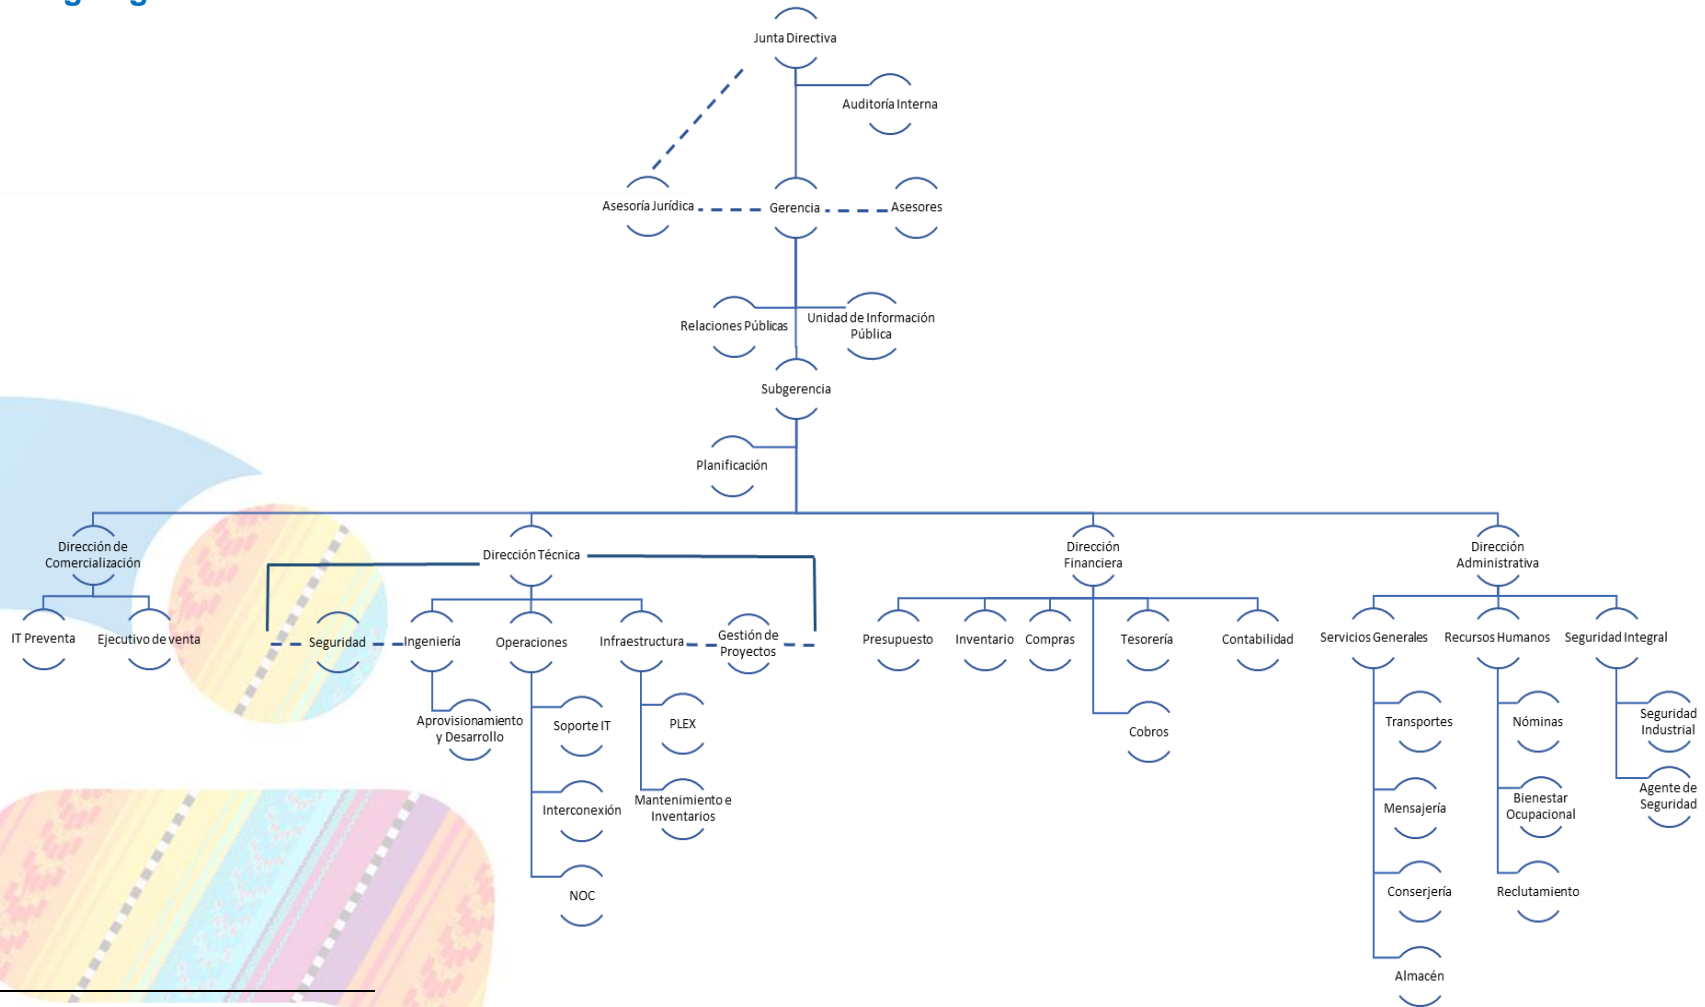 Junta Directiva
Auditoría Interna
Asesoría Jurídica
Gerencia
Asesores
Relaciones Públicas
Unidad de Información
Pública
Subgerencia
Planificación
Dirección de
Comercialización
Dirección Técnica
Dirección
Financiera
Dirección
Administrativa
IT Preventa
Ejecutivo de venta
Seguridad
Ingeniería
Operaciones
Infraestructura
Gestión de
Proyectos
Presupuesto
Inventario
Compras
Tesorería
Contabilidad
Servicios Generales
Recursos Humanos
Seguridad Integral
Aprovisionamiento
y Desarrollo
Soporte IT
PLEX
Cobros
Transportes
Nóminas
Seguridad
Industrial
Interconexión
Mantenimiento e
Inventarios
Mensajería
Bienestar
Ocupacional
Agente de
Seguridad
NOC
Conserjería
Reclutamiento
Almacén